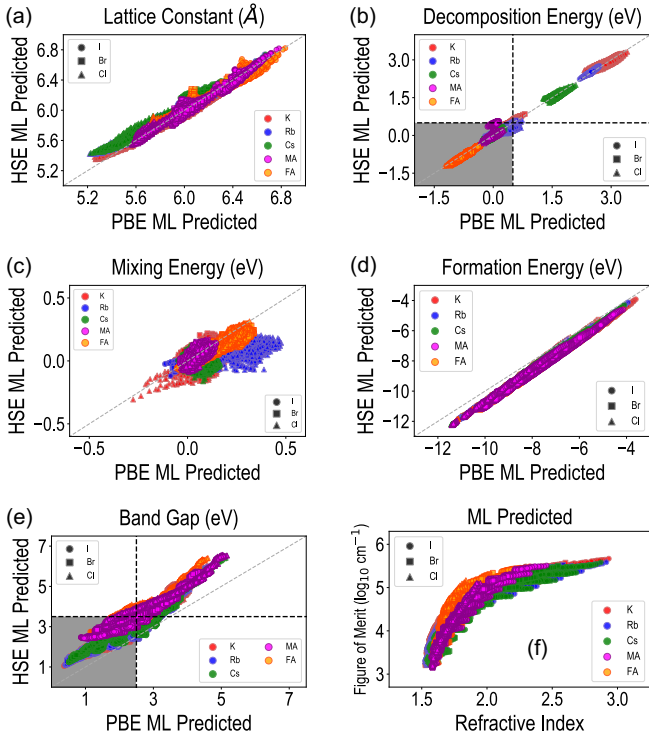 (a) Lattice Constant (Å)
HSE ML Predicted
6.8
6.4
6.0
5.6
5.2
I
Br
Cl
K
Rb
Cs
MA
FA
5.2 5.6 6.0 6.4 6.8
PBE ML Predicted
(b) Decomposition Energy (eV)
HSE ML Predicted
3.0
1.5
0.0
−1.5
K
Rb
Cs
MA
FA
I
Br
Cl
−1.5 0.0 1.5 3.0
PBE ML Predicted
(c) Mixing Energy (eV)
HSE ML Predicted
0.5
0.0
−0.5
K
Rb
Cs
MA
FA
I
Br
Cl
−0.5 0.0 0.5
PBE ML Predicted
(d) Formation Energy (eV)
HSE ML Predicted
−4
−6
−8
−10
−12
K
Rb
Cs
MA
FA
I
Br
Cl
−12 −10 −8 −6 −4
PBE ML Predicted
(e) Band Gap (eV)
HSE ML Predicted
7
5
3
1
I
Br
Cl
K MA
Rb FA
Cs
1 3 5 7
PBE ML Predicted
ML Predicted
Figure of Merit (log₁₀ cm⁻¹)
6
5
4
3
I
Br
Cl
K
Rb
Cs
MA
FA
(f)
1.5 2.0 2.5 3.0
Refractive Index